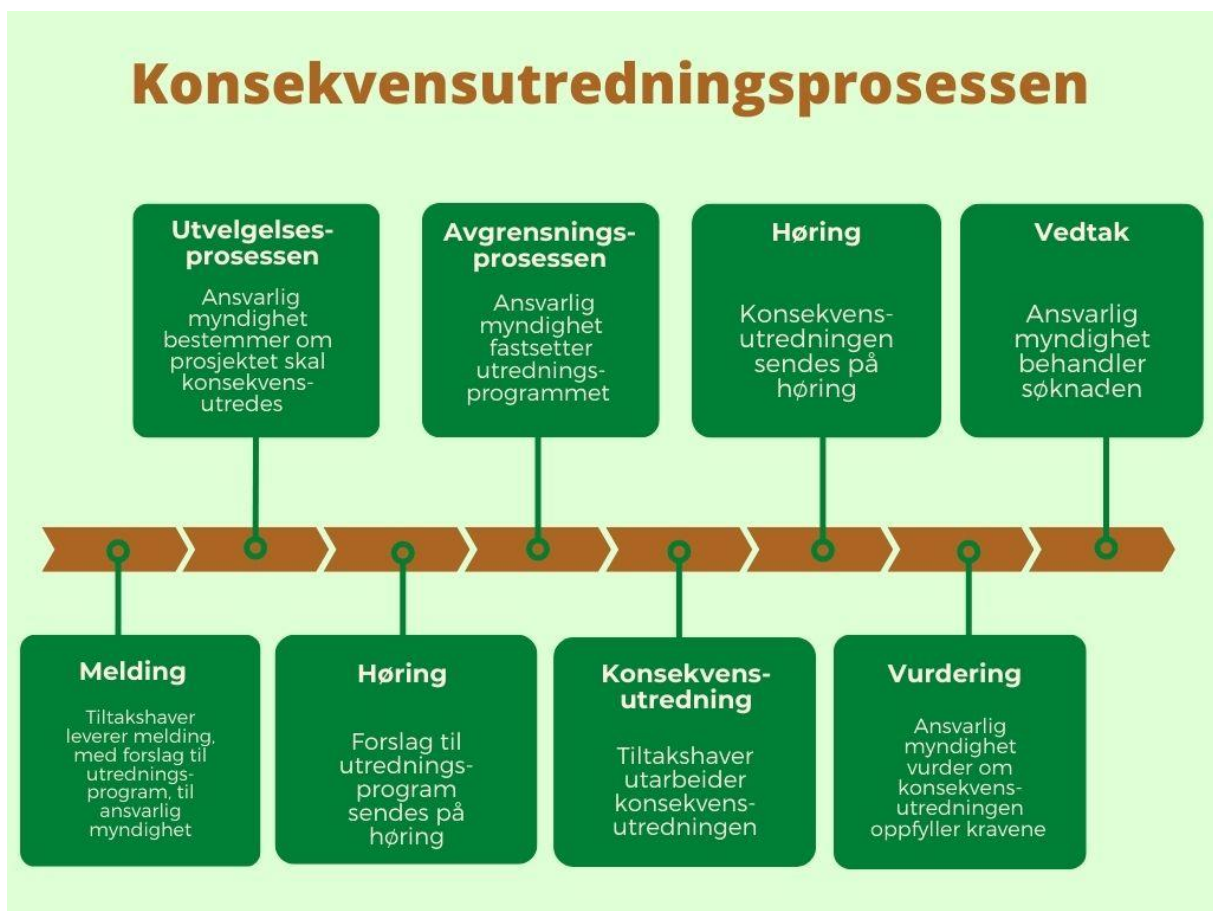 Konsekvensutredningsprosessen
Utvelgelses-
prosessen
Ansvarlig
myndighet
bestemmer om
prosjektet skal
konsekvens-
utredes
Avgrensnings-
prosessen
Ansvarlig
myndighet
fastsetter
utrednings-
programmet
Høring
Konsekvens-
utredningen
sendes på
høring
Vedtak
Ansvarlig
myndighet
behandler
søknaden
Melding
Tiltakshaver
leverer melding,
med forslag til
utrednings-
program, til
ansvarlig
myndighet
Høring
Forslag til
utrednings-
program
sendes på
høring
Konsekvens-
utredning
Tiltakshaver
utarbeider
konsekvens-
utredningen
Vurdering
Ansvarlig
myndighet
vurder om
konsekvens-
utredningen
oppfyller kravene